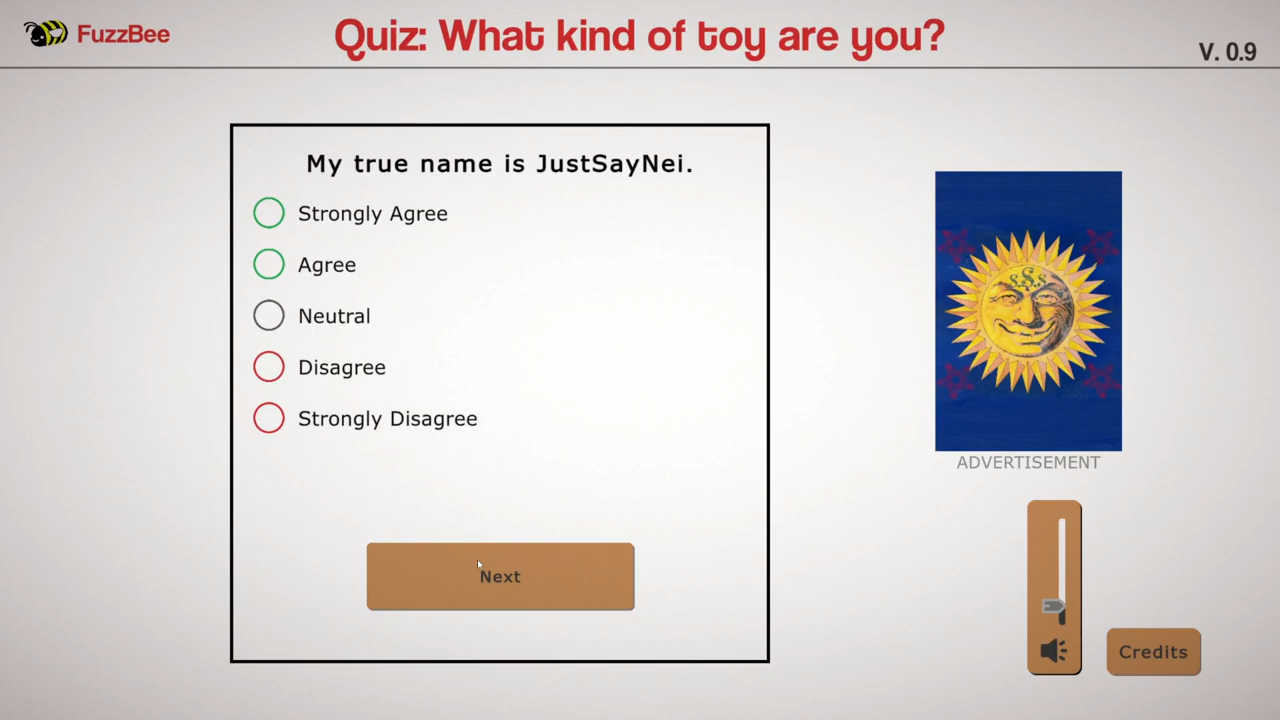 FuzzBee
Quiz: What kind of toy are you?
V. 0.9
My true name is JustSayNei.
Strongly Agree
Agree
Neutral
Disagree
Strongly Disagree
Next
$$$
ADVERTISEMENT
Credits